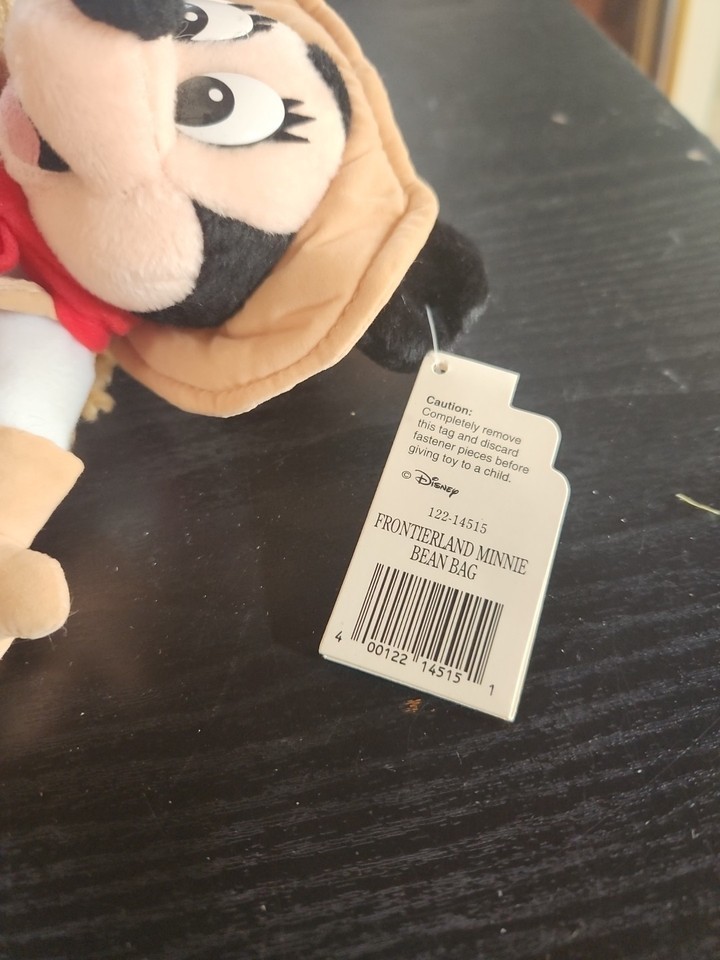 Caution:
Completely remove
this tag and discard
fastener pieces before
giving toy to a child.
© Disney
122-14515
FRONTIERLAND MINNIE
BEAN BAG
4 00122 14515 1